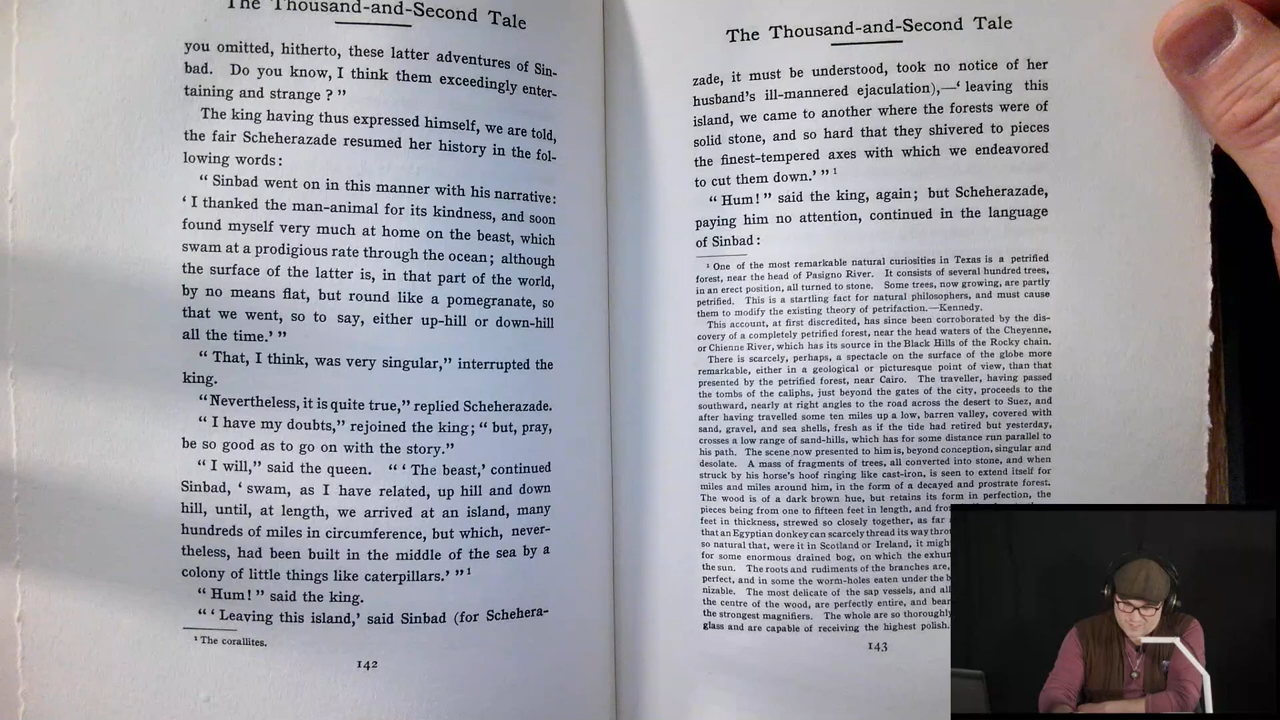 The Thousand-and-Second Tale
you omitted, hitherto, these latter adventures of Sin-
bad. Do you know, I think them exceedingly enter-
taining and strange ? ”
The king having thus expressed himself, we are told,
the fair Scheherazade resumed her history in the fol-
lowing words:
“ Sinbad went on in this manner with his narrative:
‘ I thanked the man-animal for its kindness, and soon
found myself very much at home on the beast, which
swam at a prodigious rate through the ocean ; although
the surface of the latter is, in that part of the world,
by no means flat, but round like a pomegranate, so
that we went, so to say, either up-hill or down-hill
all the time.’ ”
“ That, I think, was very singular,” interrupted the
king.
“Nevertheless, it is quite true,” replied Scheherazade.
“ I have my doubts,” rejoined the king; “ but, pray,
be so good as to go on with the story.”
“ I will,” said the queen. “ ‘ The beast,’ continued
Sinbad, ‘ swam, as I have related, up hill and down
hill, until, at length, we arrived at an island, many
hundreds of miles in circumference, but which, never-
theless, had been built in the middle of the sea by a
colony of little things like caterpillars.’ ” ¹
“ Hum! ” said the king.
“ ‘ Leaving this island,’ said Sinbad (for Schehera-
¹ The corallites.
142
The Thousand-and-Second Tale
zade, it must be understood, took no notice of her
husband’s ill-mannered ejaculation),—‘ leaving this
island, we came to another where the forests were of
solid stone, and so hard that they shivered to pieces
the finest-tempered axes with which we endeavored
to cut them down.’ ” ¹
“ Hum! ” said the king, again; but Scheherazade,
paying him no attention, continued in the language
of Sinbad :
¹ One of the most remarkable natural curiosities in Texas is a petrified
forest, near the head of Pasigno River. It consists of several hundred trees,
in an erect position, all turned to stone. Some trees, now growing, are partly
petrified. This is a startling fact for natural philosophers, and must cause
them to modify the existing theory of petrifaction.—Kennedy.
This account, at first discredited, has since been corroborated by the dis-
covery of a completely petrified forest, near the head waters of the Cheyenne,
or Chienne River, which has its source in the Black Hills of the Rocky chain.
There is scarcely, perhaps, a spectacle on the surface of the globe more
remarkable, either in a geological or picturesque point of view, than that
presented by the petrified forest, near Cairo. The traveller, having passed
the tombs of the caliphs, just beyond the gates of the city, proceeds to the
southward, nearly at right angles to the road across the desert to Suez, and
after having travelled some ten miles up a low, barren valley, covered with
sand, gravel, and sea shells, fresh as if the tide had retired but yesterday,
crosses a low range of sand-hills, which has for some distance run parallel to
his path. The scene now presented to him is, beyond conception, singular and
desolate. A mass of fragments of trees, all converted into stone, and when
struck by his horse’s hoof ringing like cast-iron, is seen to extend itself for
miles and miles around him, in the form of a decayed and prostrate forest.
The wood is of a dark brown hue, but retains its form in perfection, the
pieces being from one to fifteen feet in length, and
feet in thickness, strewed so closely together, as far
that an Egyptian donkey can scarcely thread its way
so natural that, were it in Scotland or Ireland, it
for some enormous drained bog, on which the
the sun. The roots and rudiments of the branches are,
perfect, and in some the worm-holes eaten under the
nizable. The most delicate of the sap vessels, and all
the centre of the wood, are perfectly entire, and
the strongest magnifiers. The whole are so thoroughly
glass and are capable of receiving the highest polish.
143